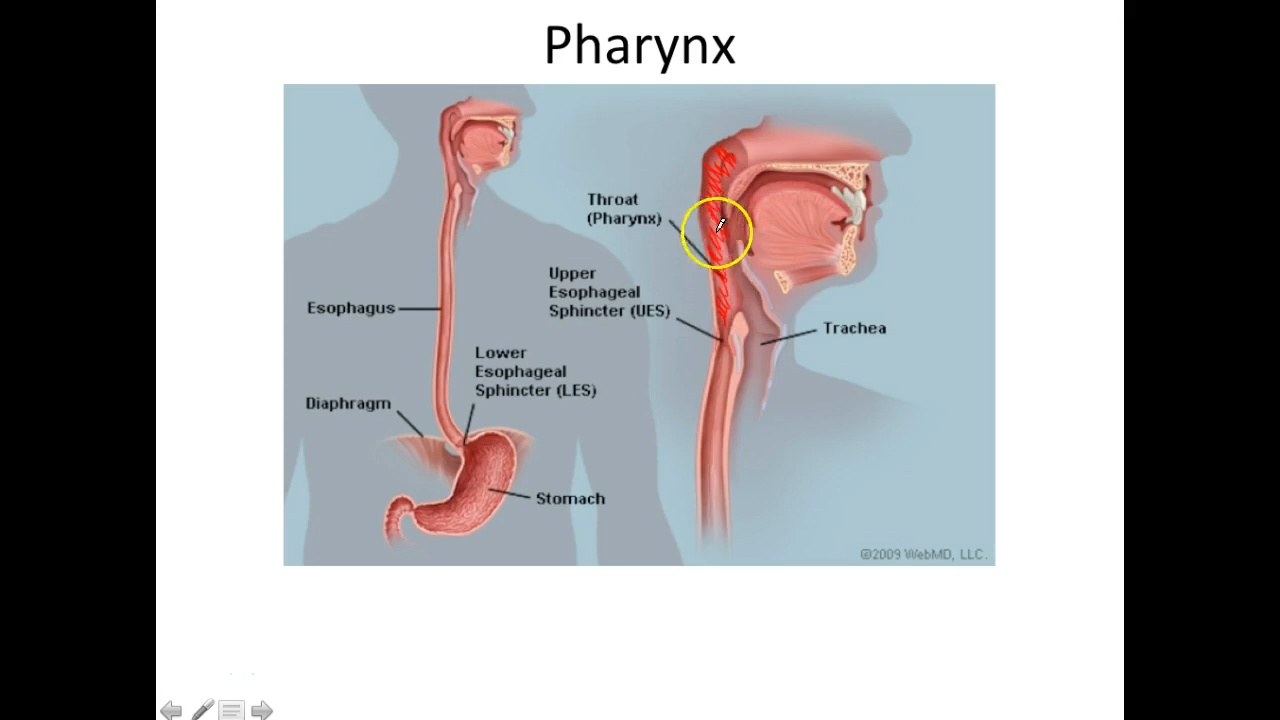 Pharynx
Throat
(Pharynx)
Upper
Esophageal
Sphincter (UES)
Esophagus
Trachea
Lower
Esophageal
Sphincter (LES)
Diaphragm
Stomach
©2009 WebMD, LLC.